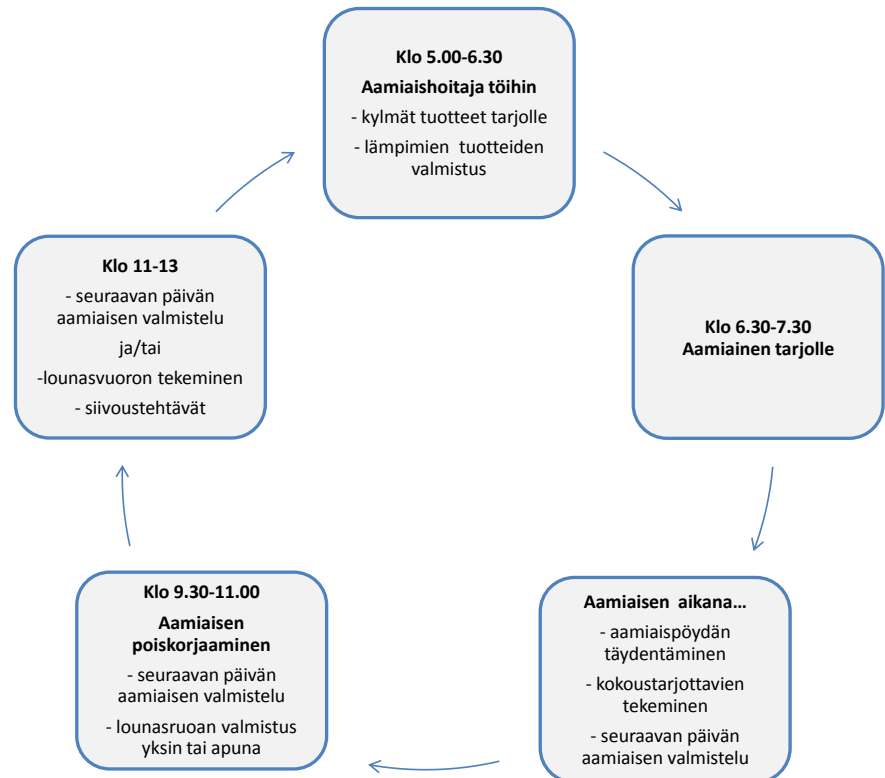 Klo 5.00-6.30
Aamiaishoitaja töihin
- kylmät tuotteet tarjolle
- lämpimien tuotteiden
valmistus
Klo 6.30-7.30
Aamiainen tarjolle
Aamiaisen aikana...
- aamiaispöydän
täydentäminen
- kokoustarjottavien
tekeminen
- seuraavan päivän
aamiaisen valmistelu
Klo 9.30-11.00
Aamiaisen
poiskorjaaminen
- seuraavan päivän
aamiaisen valmistelu
- lounasruoan valmistus
yksin tai apuna
Klo 11-13
- seuraavan päivän
aamiaisen valmistelu
ja/tai
-lounasvuoron tekeminen
- siivoustehtävät